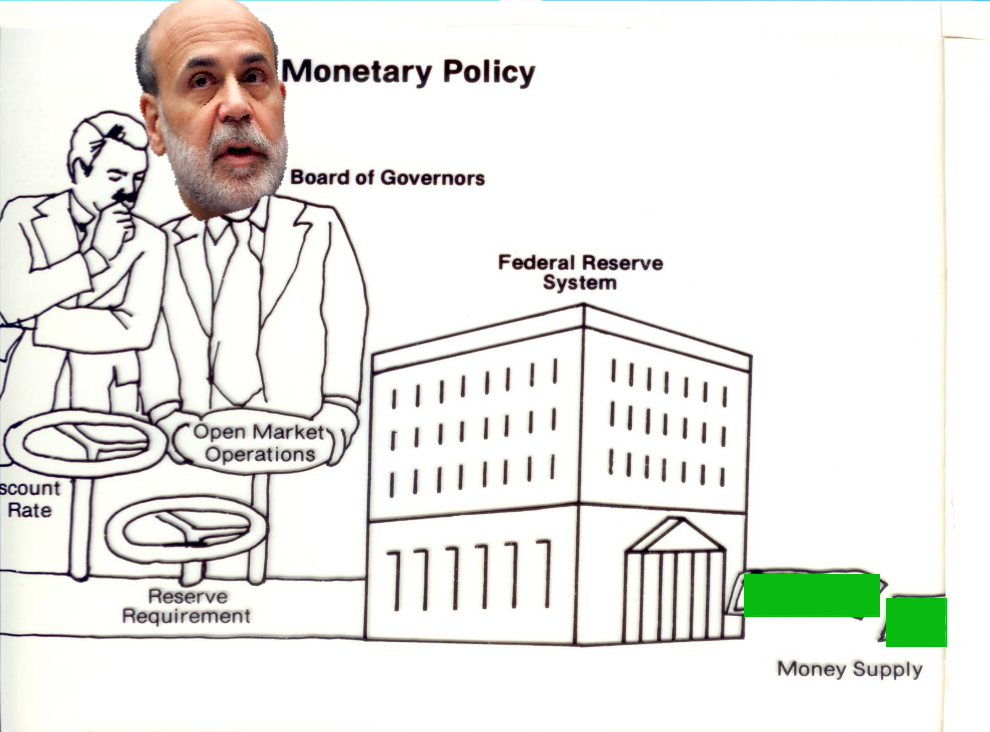 Monetary Policy
Board of Governors
Federal Reserve
System
Open Market
Operations
scount
Rate
Reserve
Requirement
Money Supply